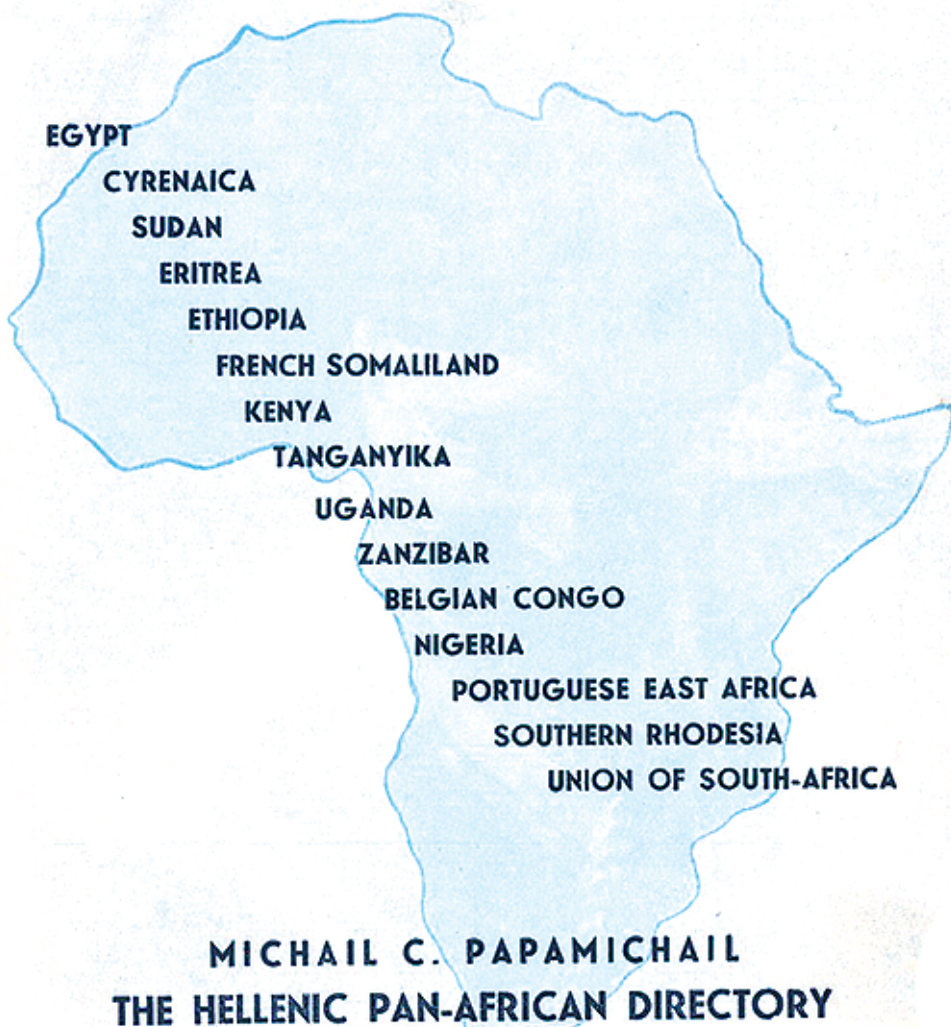 EGYPT
CYRENAICA
SUDAN
ERITREA
ETHIOPIA
FRENCH SOMALILAND
KENYA
TANGANYIKA
UGANDA
ZANZIBAR
BELGIAN CONGO
NIGERIA
PORTUGUESE EAST AFRICA
SOUTHERN RHODESIA
UNION OF SOUTH-AFRICA
MICHAIL C. PAPAMICHAIL
THE HELLENIC PAN-AFRICAN DIRECTORY